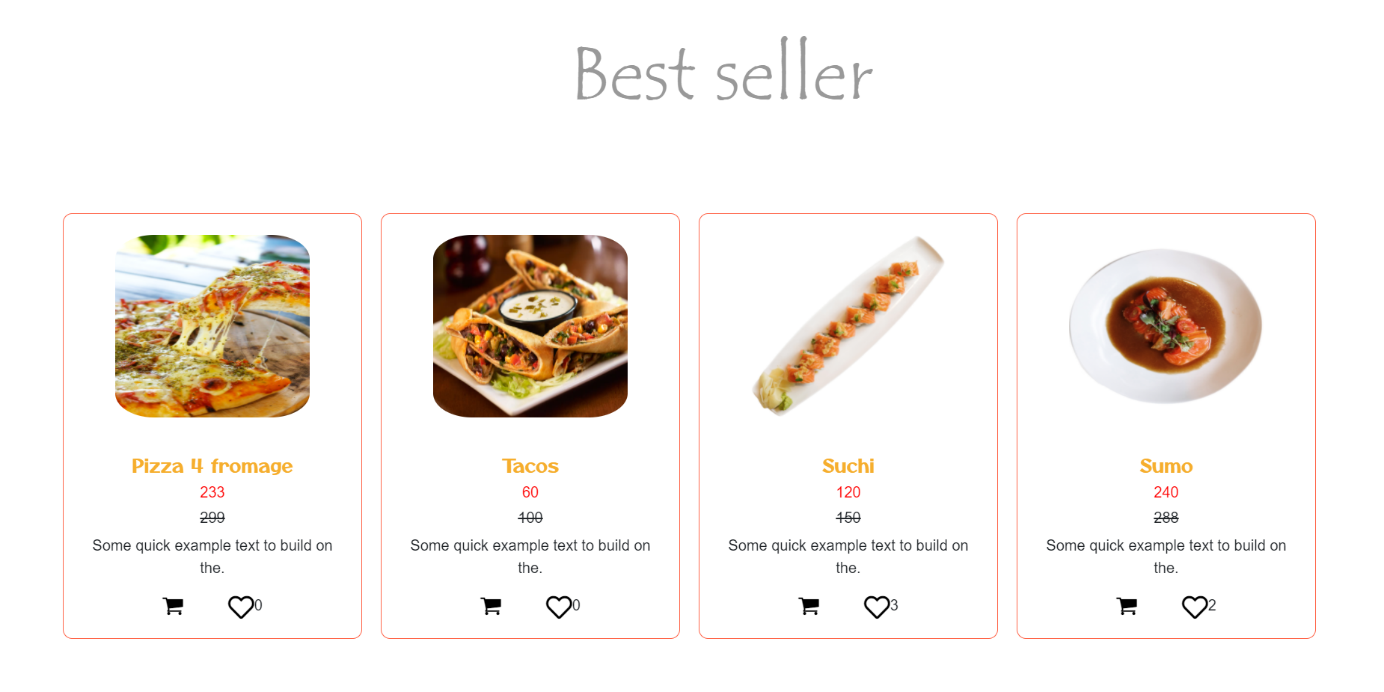 Best seller
Pizza 4 fromage
233
299
Some quick example text to build on
the.
0
Tacos
60
100
Some quick example text to build on
the.
0
Suchi
120
150
Some quick example text to build on
the.
3
Sumo
240
288
Some quick example text to build on
the.
2